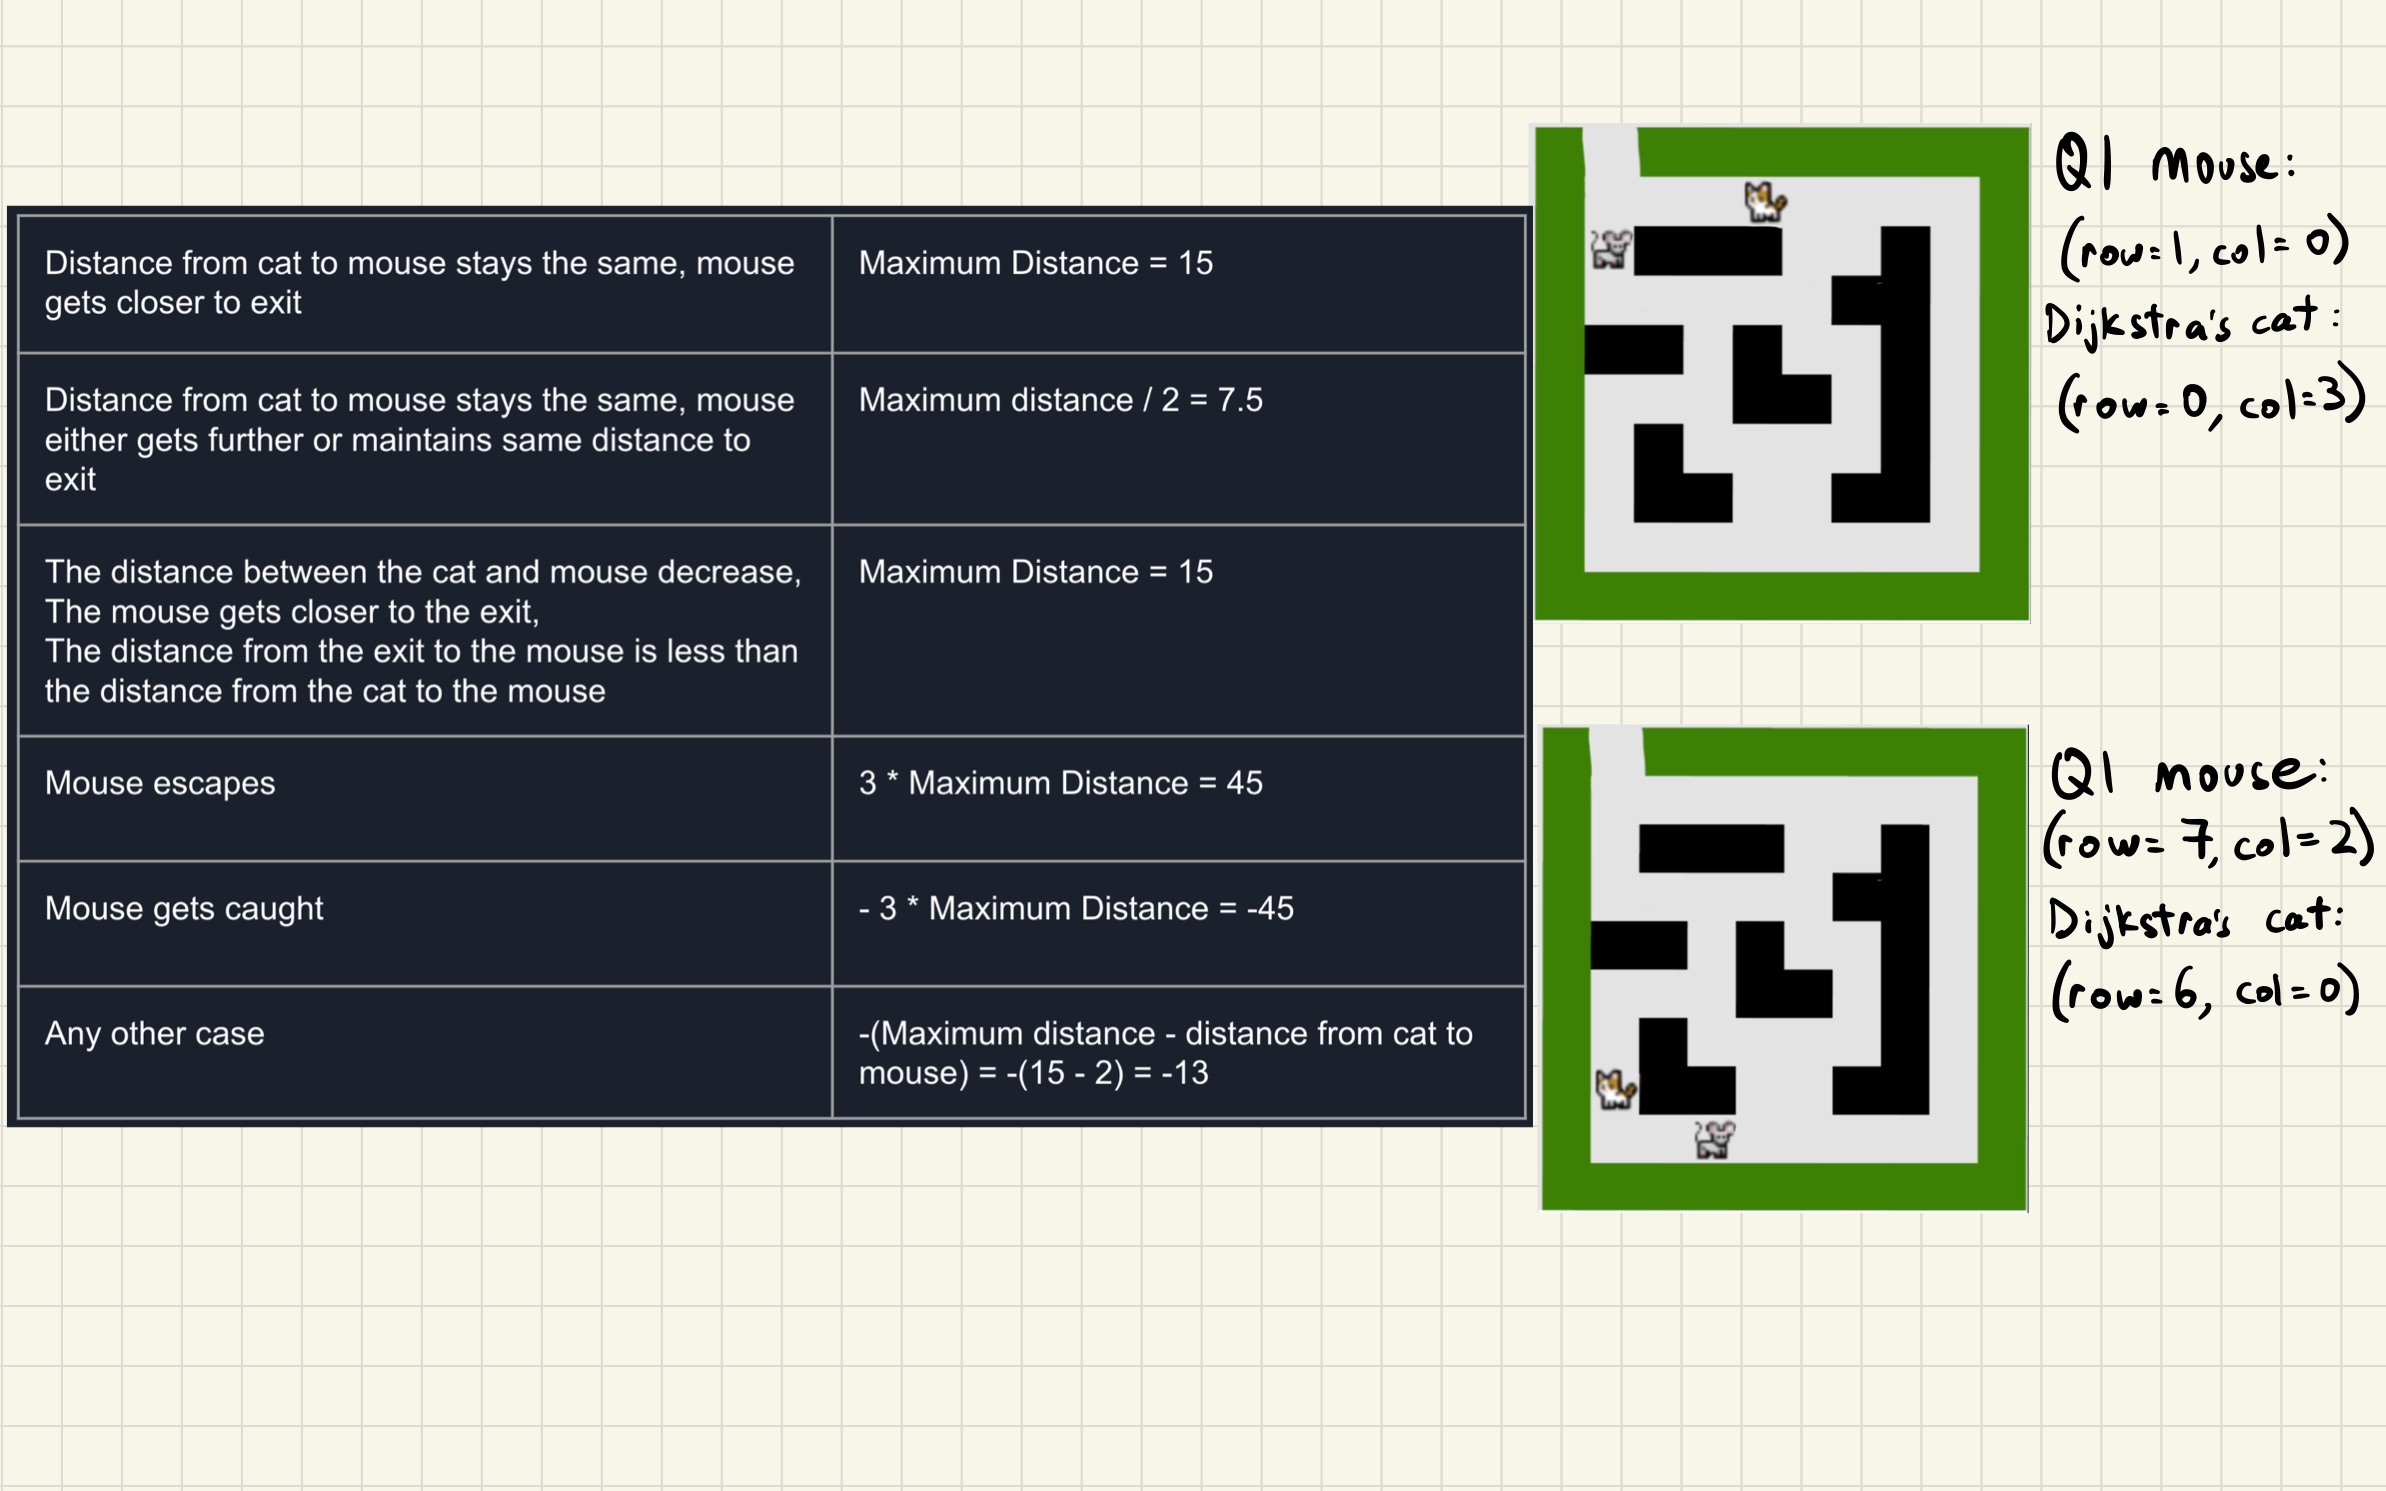 Distance from cat to mouse stays the same, mouse
gets closer to exit
Maximum Distance = 15
Distance from cat to mouse stays the same, mouse
either gets further or maintains same distance to
exit
Maximum distance / 2 = 7.5
The distance between the cat and mouse decrease,
The mouse gets closer to the exit,
The distance from the exit to the mouse is less than
the distance from the cat to the mouse
Maximum Distance = 15
Mouse escapes
3 * Maximum Distance = 45
Mouse gets caught
- 3 * Maximum Distance = -45
Any other case
-(Maximum distance - distance from cat to
mouse) = -(15 - 2) = -13
Q1 mouse:
(row=1, col= 0)
Dijkstra's cat:
(row=0, col=3)
Q1 mouse:
(row= 7, col=2)
Dijkstra's cat:
(row=6, col=0)